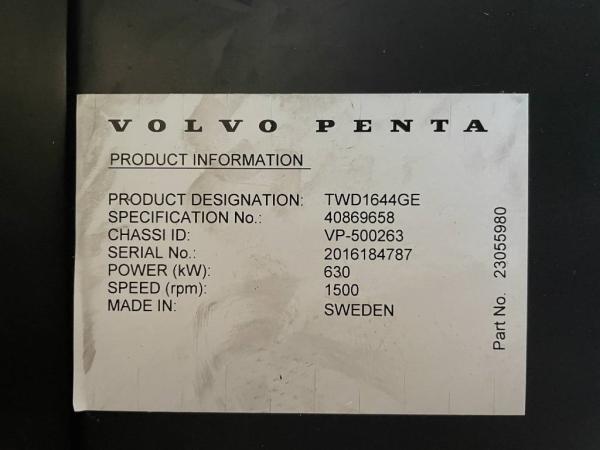 VOLVO PENTA
PRODUCT INFORMATION
PRODUCT DESIGNATION: TWD1644GE
SPECIFICATION No.: 40869658
CHASSI ID: VP-500263
SERIAL No.: 2016184787
POWER (kW): 630
SPEED (rpm): 1500
MADE IN: SWEDEN
Part No. 23055980